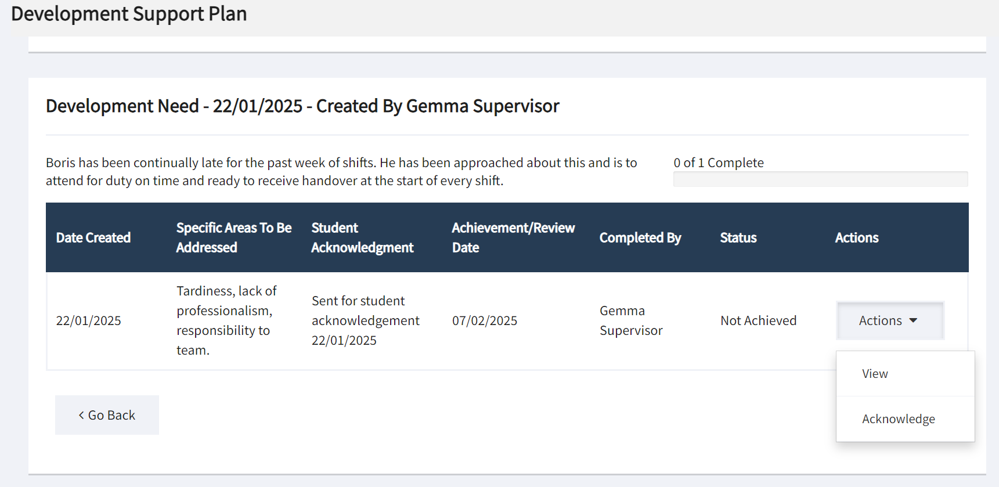 Development Support Plan
Development Need - 22/01/2025 - Created By Gemma Supervisor
Boris has been continually late for the past week of shifts. He has been approached about this and is to
attend for duty on time and ready to receive handover at the start of every shift.
0 of 1 Complete
Date Created
Specific Areas To Be
Addressed
Student
Acknowledgment
Achievement/Review
Date
Completed By
Status
Actions
22/01/2025
Tardiness, lack of
professionalism,
responsibility to
team.
Sent for student
acknowledgement
22/01/2025
07/02/2025
Gemma
Supervisor
Not Achieved
Actions
View
Acknowledge
< Go Back